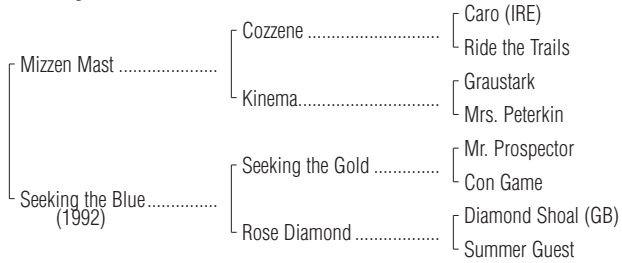 Caro (IRE)
Cozzene ............................
Ride the Trails
Mizzen Mast .....................
Graustark
Kinema..............................
Mrs. Peterkin
Mr. Prospector
Seeking the Gold ..............
Con Game
Seeking the Blue...............
(1992)
Diamond Shoal (GB)
Rose Diamond ..................
Summer Guest